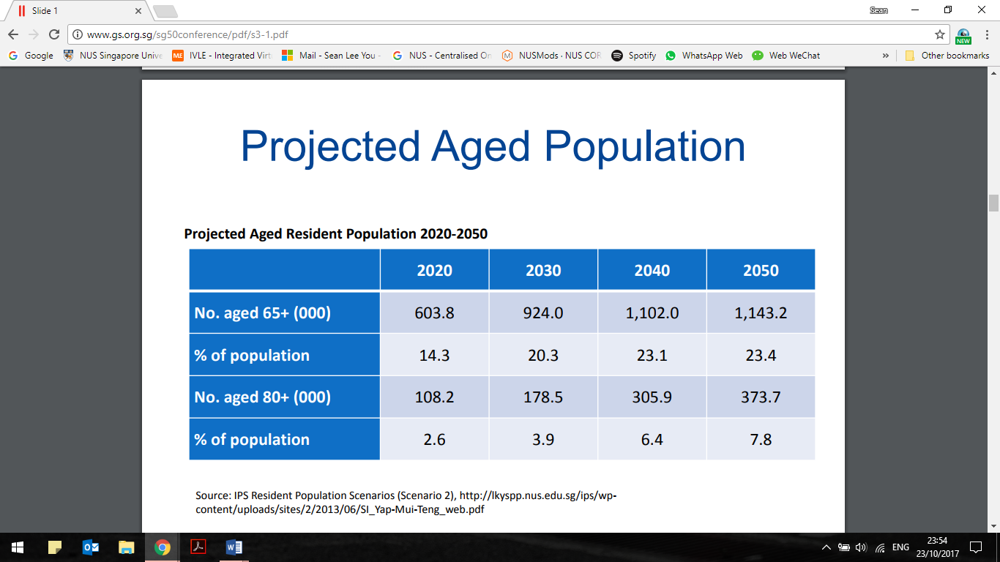 Slide 1
Sean
www.gs.org.sg/sg50conference/pdf/s3-1.pdf
NEW
Google NUS Singapore Unive ME IVLE - Integrated Virt Mail - Sean Lee You - NUS - Centralised On NUSMods · NUS COR Spotify WhatsApp Web Web WeChat » Other bookmarks
Projected Aged Population
Projected Aged Resident Population 2020-2050
2020 2030 2040 2050
No. aged 65+ (000) 603.8 924.0 1,102.0 1,143.2
% of population 14.3 20.3 23.1 23.4
No. aged 80+ (000) 108.2 178.5 305.9 373.7
% of population 2.6 3.9 6.4 7.8
Source: IPS Resident Population Scenarios (Scenario 2), http://lkyspp.nus.edu.sg/ips/wp-
content/uploads/sites/2/2013/06/SI_Yap-Mui-Teng_web.pdf
ENG
23:54
23/10/2017